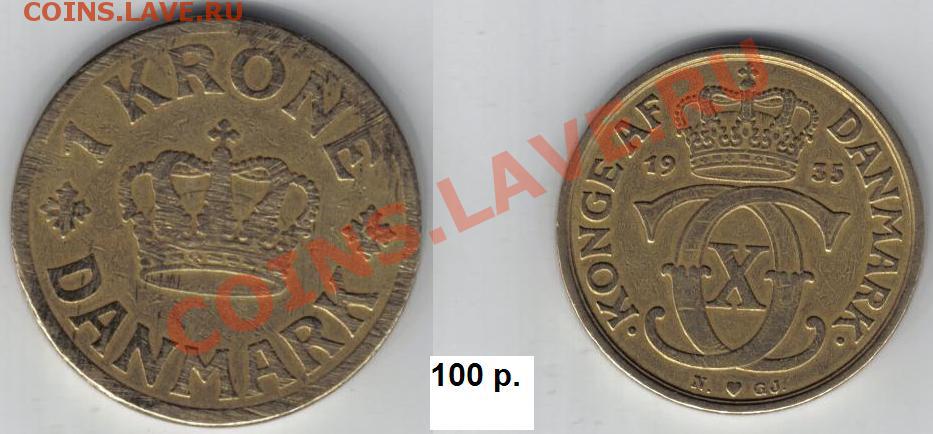 COINS.LAVE.RU
1 KRONE
DANMARK
COINS.LAVE.RU
KONGE AF DANMARK
19 35
X
N. ♥ GJ.
100 р.